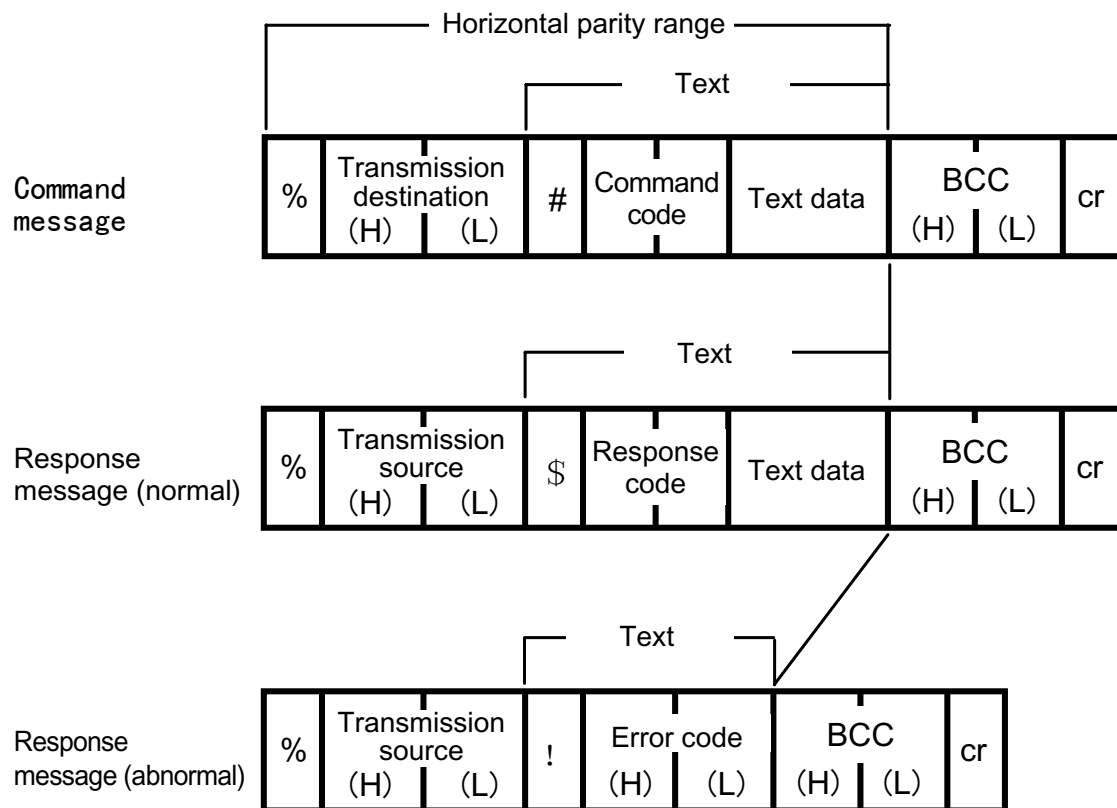 Horizontal parity range
Text
Command
message
%
Transmission
destination
(H) (L)
#
Command
code
Text data
BCC
(H) (L)
cr
Text
Response
message (normal)
%
Transmission
source
(H) (L)
$
Response
code
Text data
BCC
(H) (L)
cr
Text
Response
message (abnormal)
%
Transmission
source
(H) (L)
!
Error code
(H) (L)
BCC
(H) (L)
cr